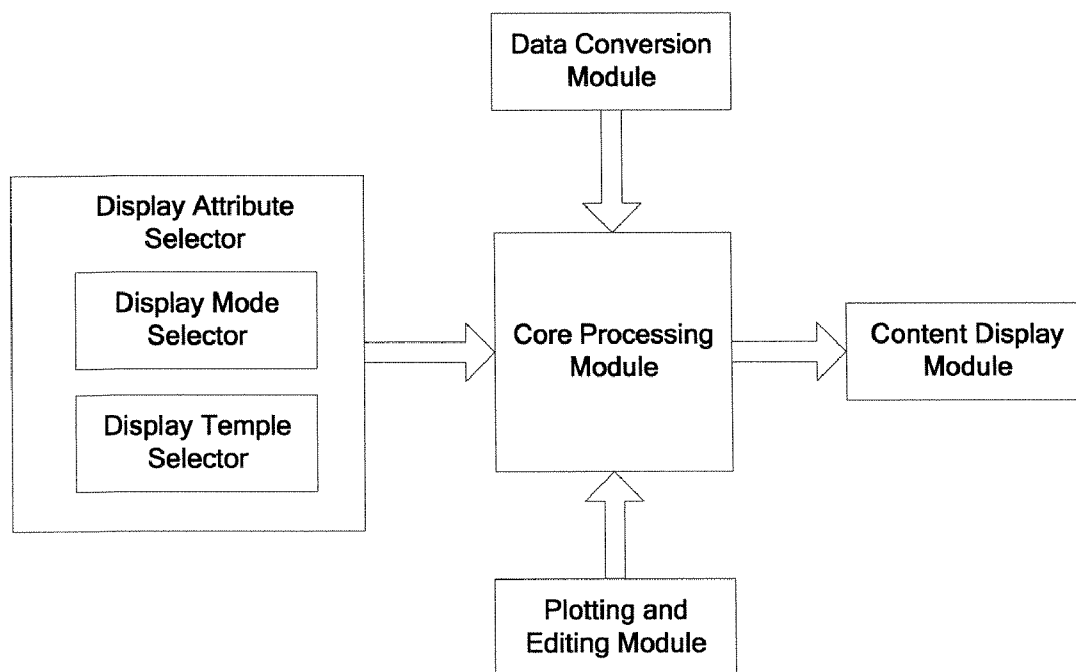 Data Conversion
Module
Display Attribute
Selector
Display Mode
Selector
Display Temple
Selector
Core Processing
Module
Content Display
Module
Plotting and
Editing Module